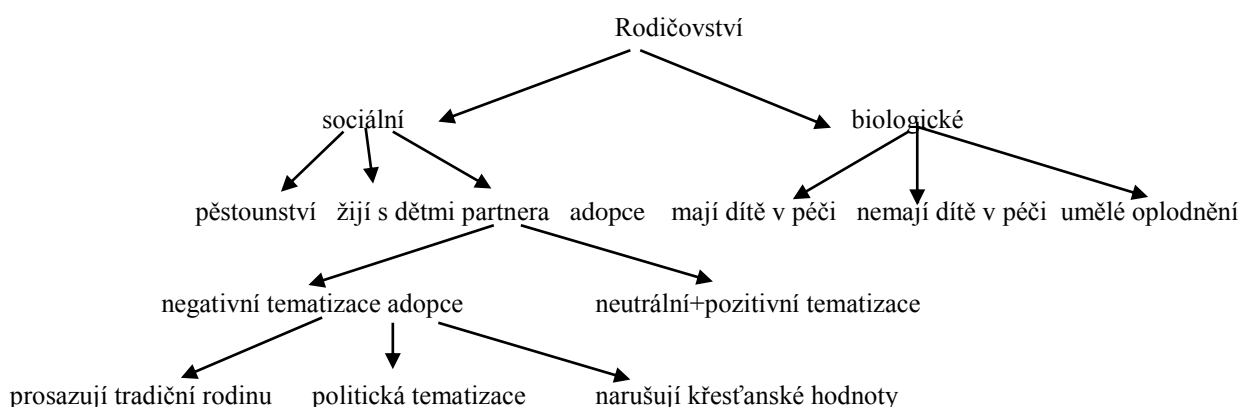 Rodičovství
sociální biologické
pěstounství žijí s dětmi partnera adopce mají dítě v péči nemají dítě v péči umělé oplodnění
negativní tematizace adopce neutrální+pozitivní tematizace
prosazují tradiční rodinu politická tematizace narušují křesťanské hodnoty